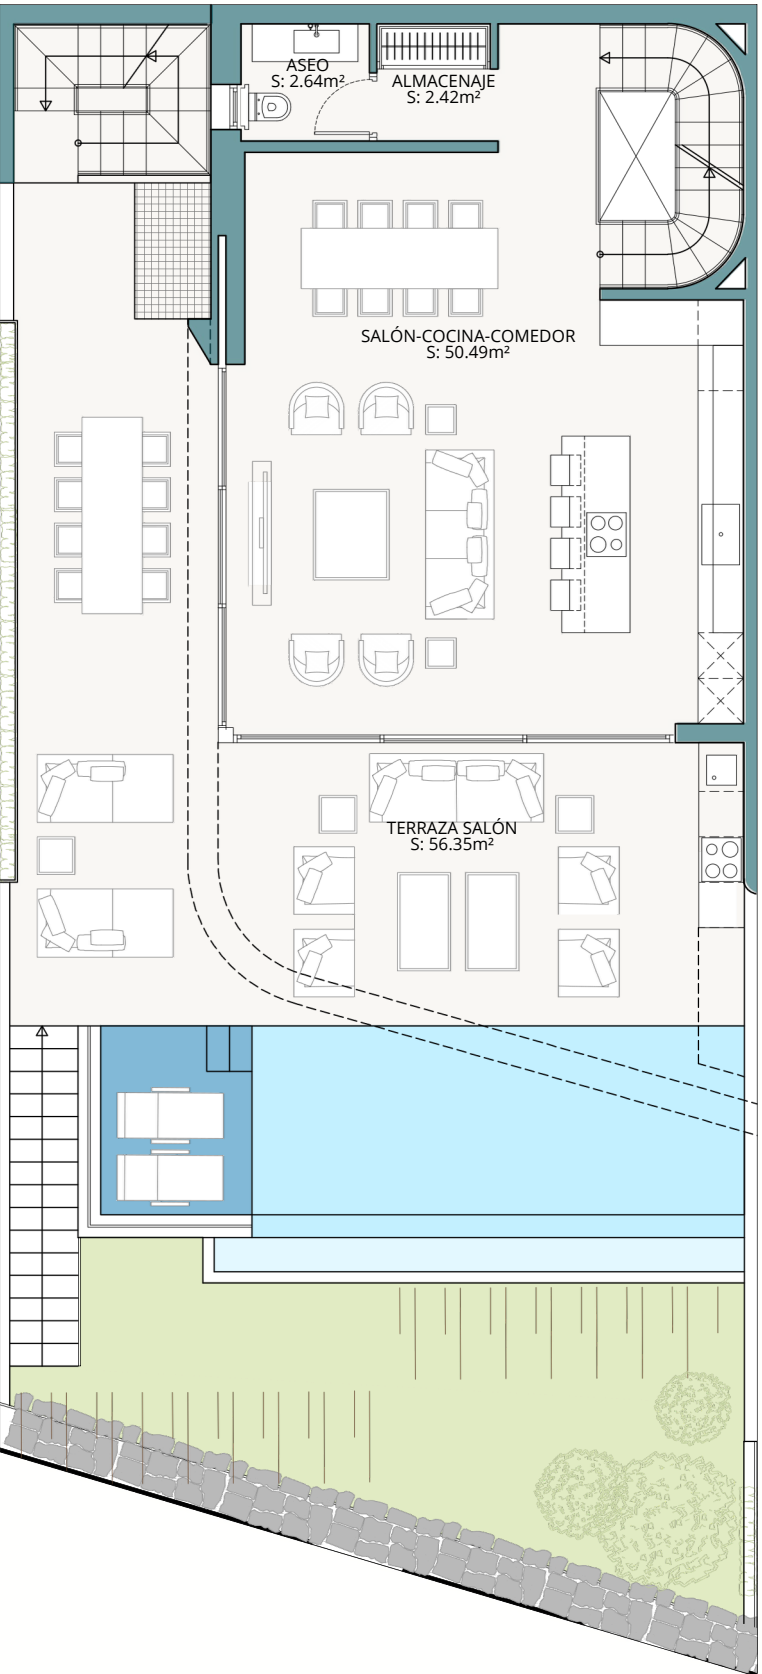 ASEO
S: 2.64m²
ALMACENAJE
S: 2.42m²
SALÓN-COCINA-COMEDOR
S: 50.49m²
TERRAZA SALÓN
S: 56.35m²